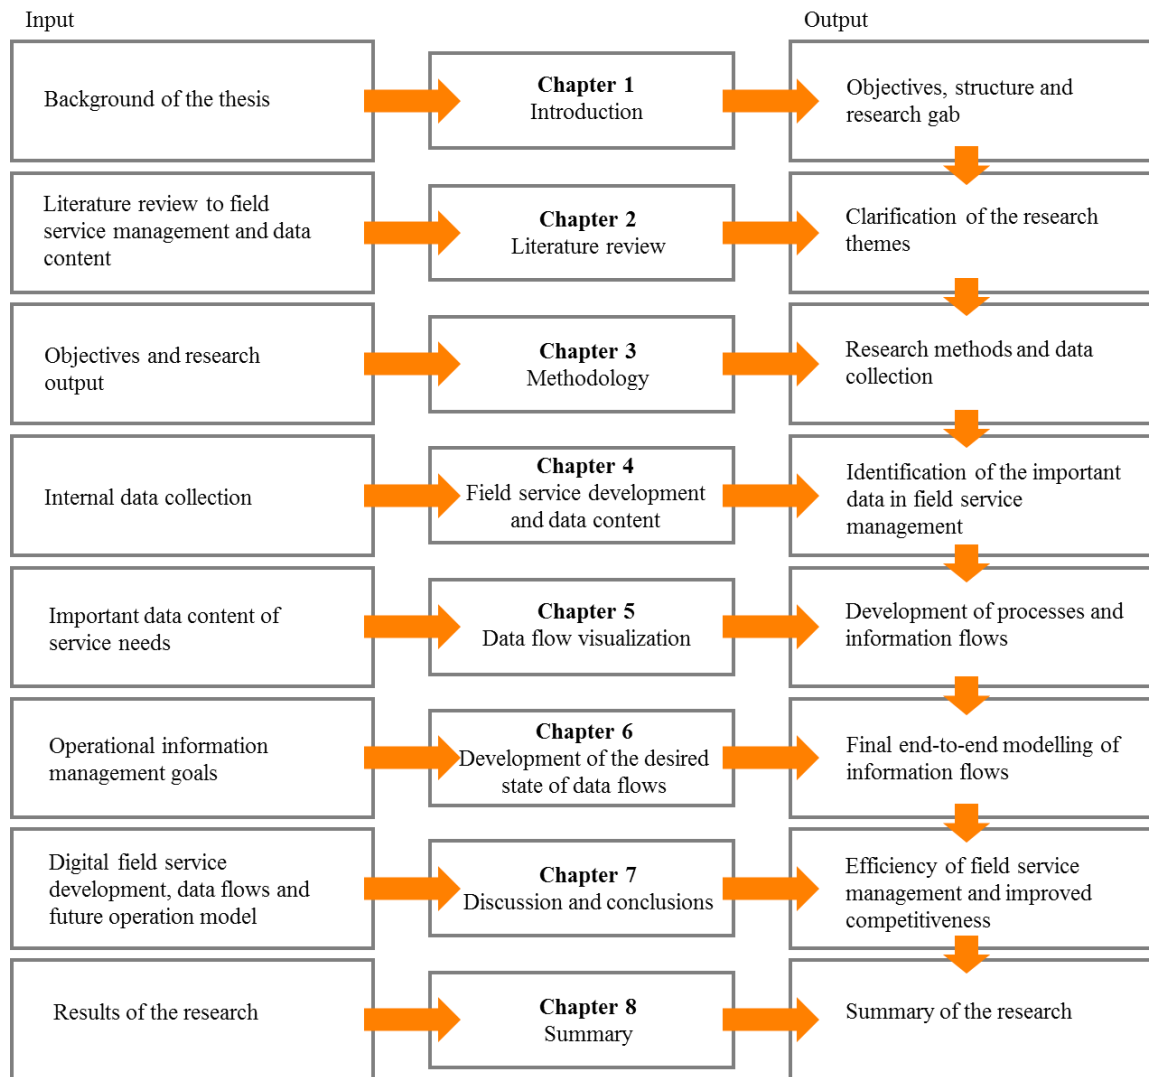 Input
Output
Background of the thesis
Chapter 1
Introduction
Objectives, structure and
research gab
Literature review to field
service management and data
content
Chapter 2
Literature review
Clarification of the research
themes
Objectives and research
output
Chapter 3
Methodology
Research methods and data
collection
Internal data collection
Chapter 4
Field service development
and data content
Identification of the important
data in field service
management
Important data content of
service needs
Chapter 5
Data flow visualization
Development of processes and
information flows
Operational information
management goals
Chapter 6
Development of the desired
state of data flows
Final end-to-end modelling of
information flows
Digital field service
development, data flows and
future operation model
Chapter 7
Discussion and conclusions
Efficiency of field service
management and improved
competitiveness
Results of the research
Chapter 8
Summary
Summary of the research